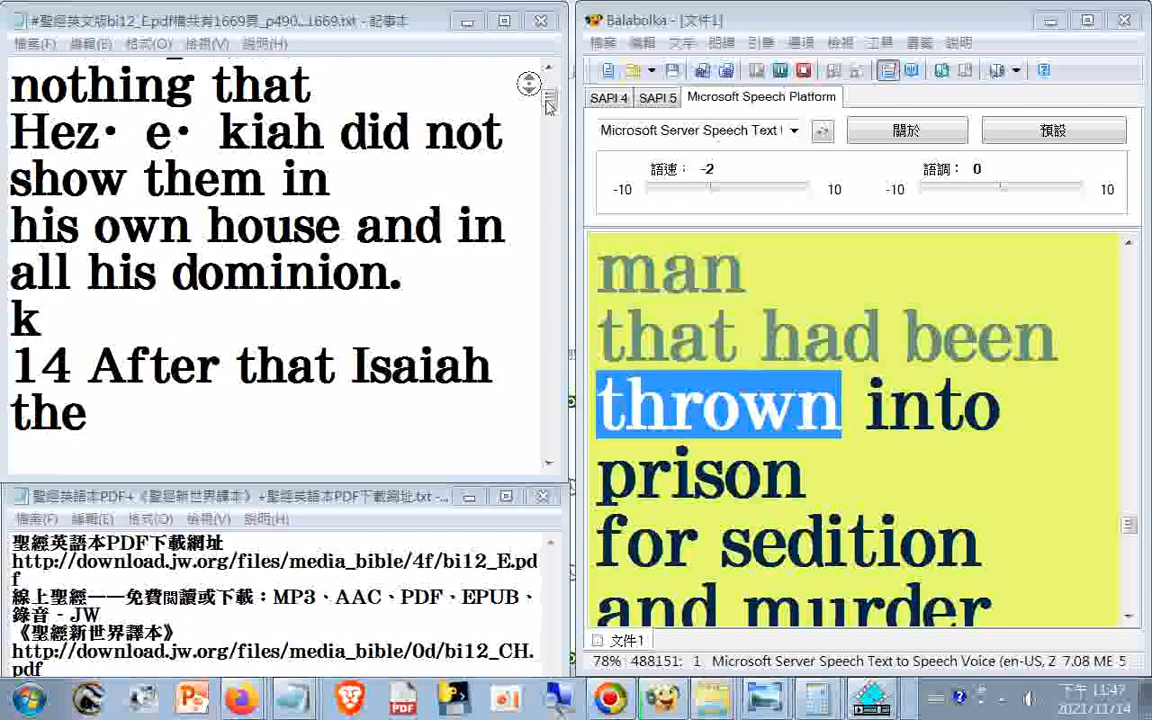 #聖經英文版bi12_E.pdf檔共有1669頁_p490...1669.txt - 記事本
檔案(F) 編輯(E) 格式(O) 檢視(V) 說明(H)
nothing that
Hez· e· kiah did not
show them in
his own house and in
all his dominion.
k
14 After that Isaiah
the
聖經英語本PDF+《聖經新世界譯本》+聖經英語本PDF下載網址.txt - ...
檔案(F) 編輯(E) 格式(O) 檢視(V) 說明(H)
聖經英語本PDF下載網址
http://download.jw.org/files/media_bible/4f/bi12_E.pd
f
線上聖經——免費閱讀或下載：MP3、AAC、PDF、EPUB、
錄音 - JW
《聖經新世界譯本》
http://download.jw.org/files/media_bible/0d/bi12_CH.
pdf
Balabolka - [文件1]
檔案 編輯 文字 朗讀 引擎 選項 檢視 工具 書籤 說明
SAPI 4 SAPI 5 Microsoft Speech Platform
Microsoft Server Speech Text 關於 預設
語速： -2 語調： 0
-10 10 -10 10
man
that had been
thrown into
prison
for sedition
and murder
文件1
78% 488151: 1 Microsoft Server Speech Text to Speech Voice (en-US, Z 7.08 MB 5
PDF
下午 11:47
2021/11/14